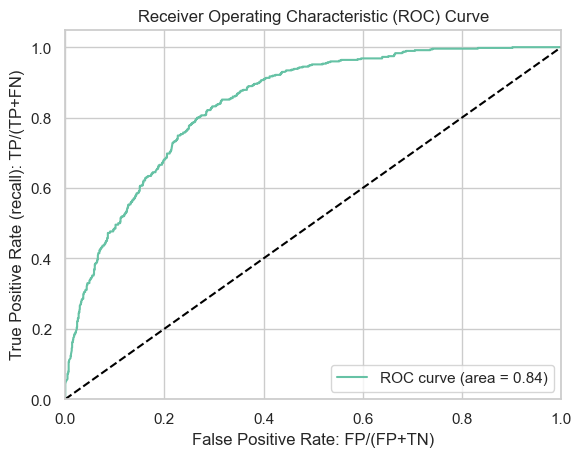 Receiver Operating Characteristic (ROC) Curve
True Positive Rate (recall): TP/(TP+FN)
1.0
0.8
0.6
0.4
0.2
0.0
0.0 0.2 0.4 0.6 0.8 1.0
ROC curve (area = 0.84)
False Positive Rate: FP/(FP+TN)